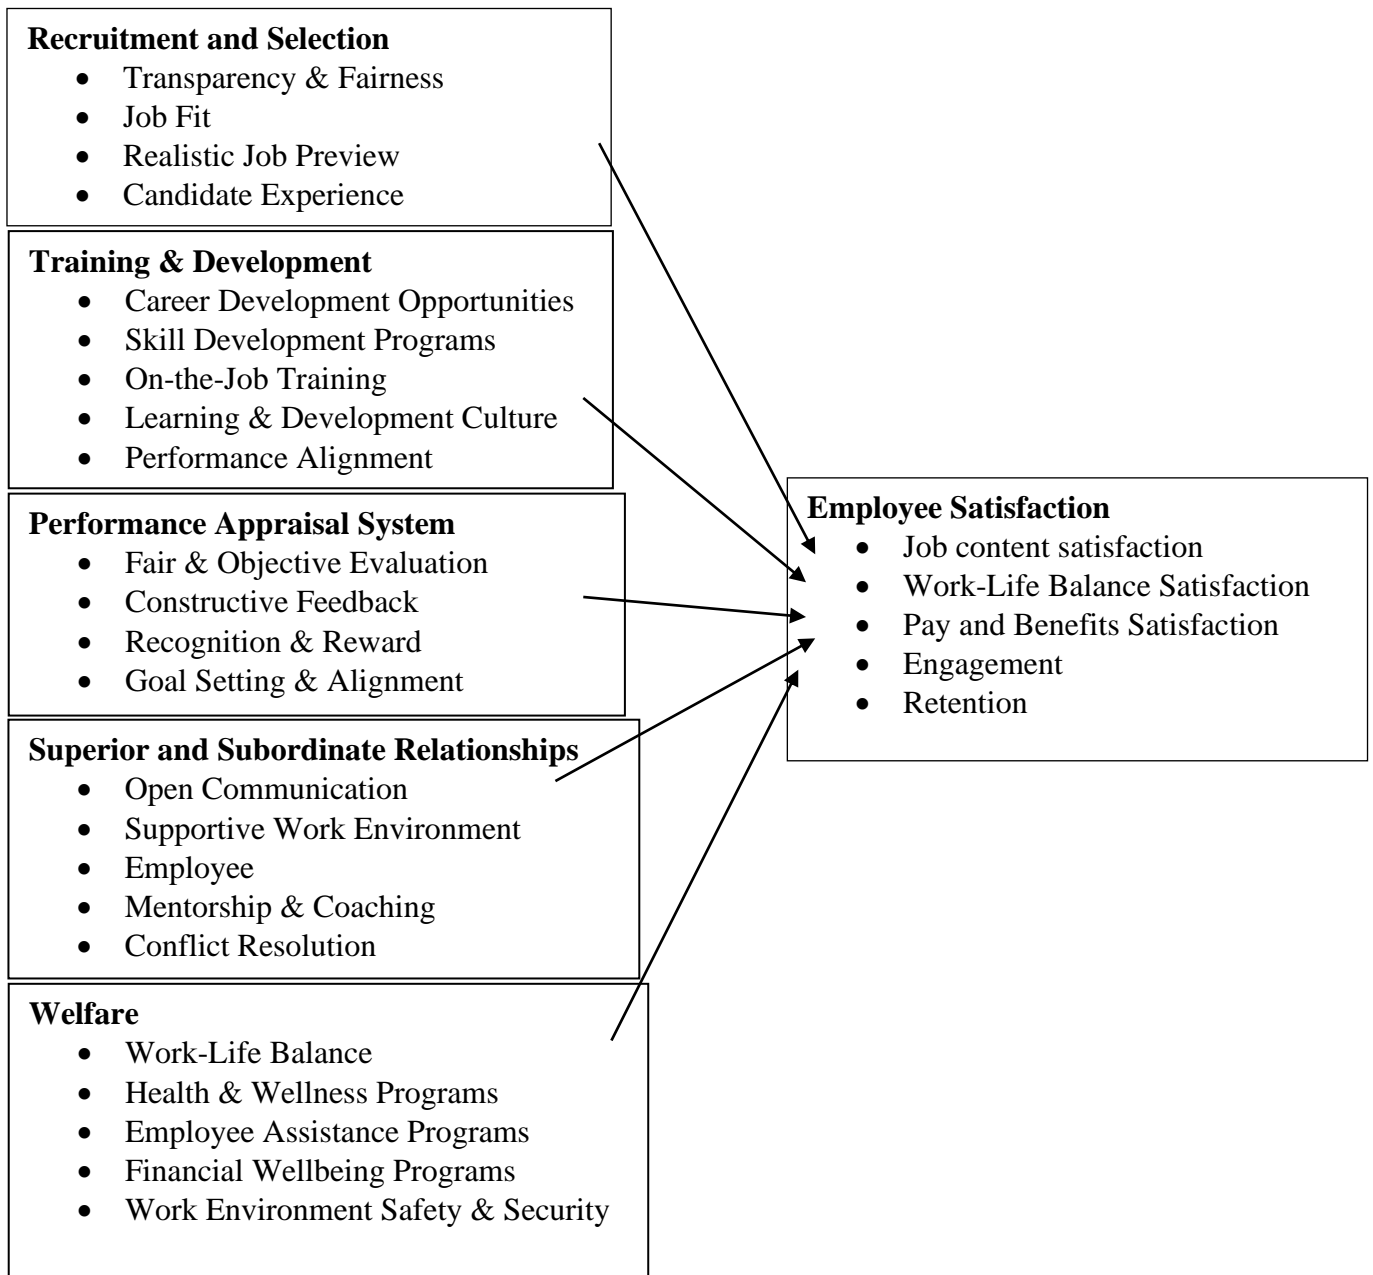 Recruitment and Selection
• Transparency & Fairness
• Job Fit
• Realistic Job Preview
• Candidate Experience
Training & Development
• Career Development Opportunities
• Skill Development Programs
• On-the-Job Training
• Learning & Development Culture
• Performance Alignment
Performance Appraisal System
• Fair & Objective Evaluation
• Constructive Feedback
• Recognition & Reward
• Goal Setting & Alignment
Superior and Subordinate Relationships
• Open Communication
• Supportive Work Environment
• Employee
• Mentorship & Coaching
• Conflict Resolution
Welfare
• Work-Life Balance
• Health & Wellness Programs
• Employee Assistance Programs
• Financial Wellbeing Programs
• Work Environment Safety & Security
Employee Satisfaction
• Job content satisfaction
• Work-Life Balance Satisfaction
• Pay and Benefits Satisfaction
• Engagement
• Retention